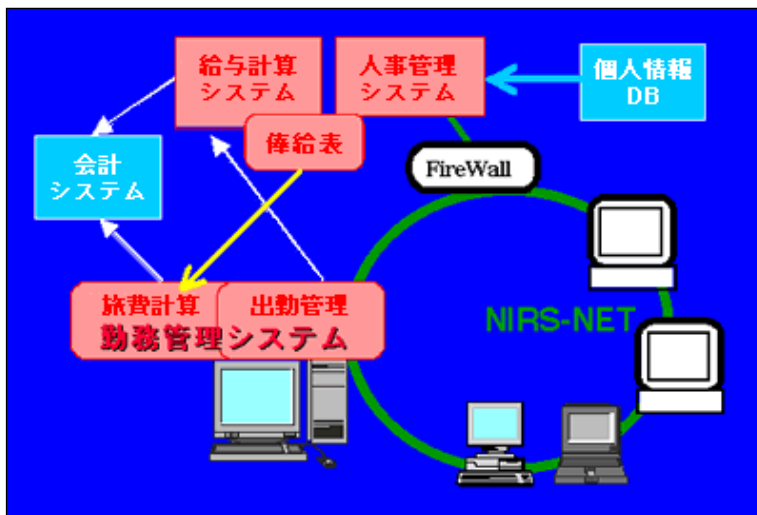 給与計算
システム
人事管理
システム
個人情報
DB
俸給表
会計
システム
FireWall
旅費計算
出勤管理
勤務管理システム
NIRS-NET